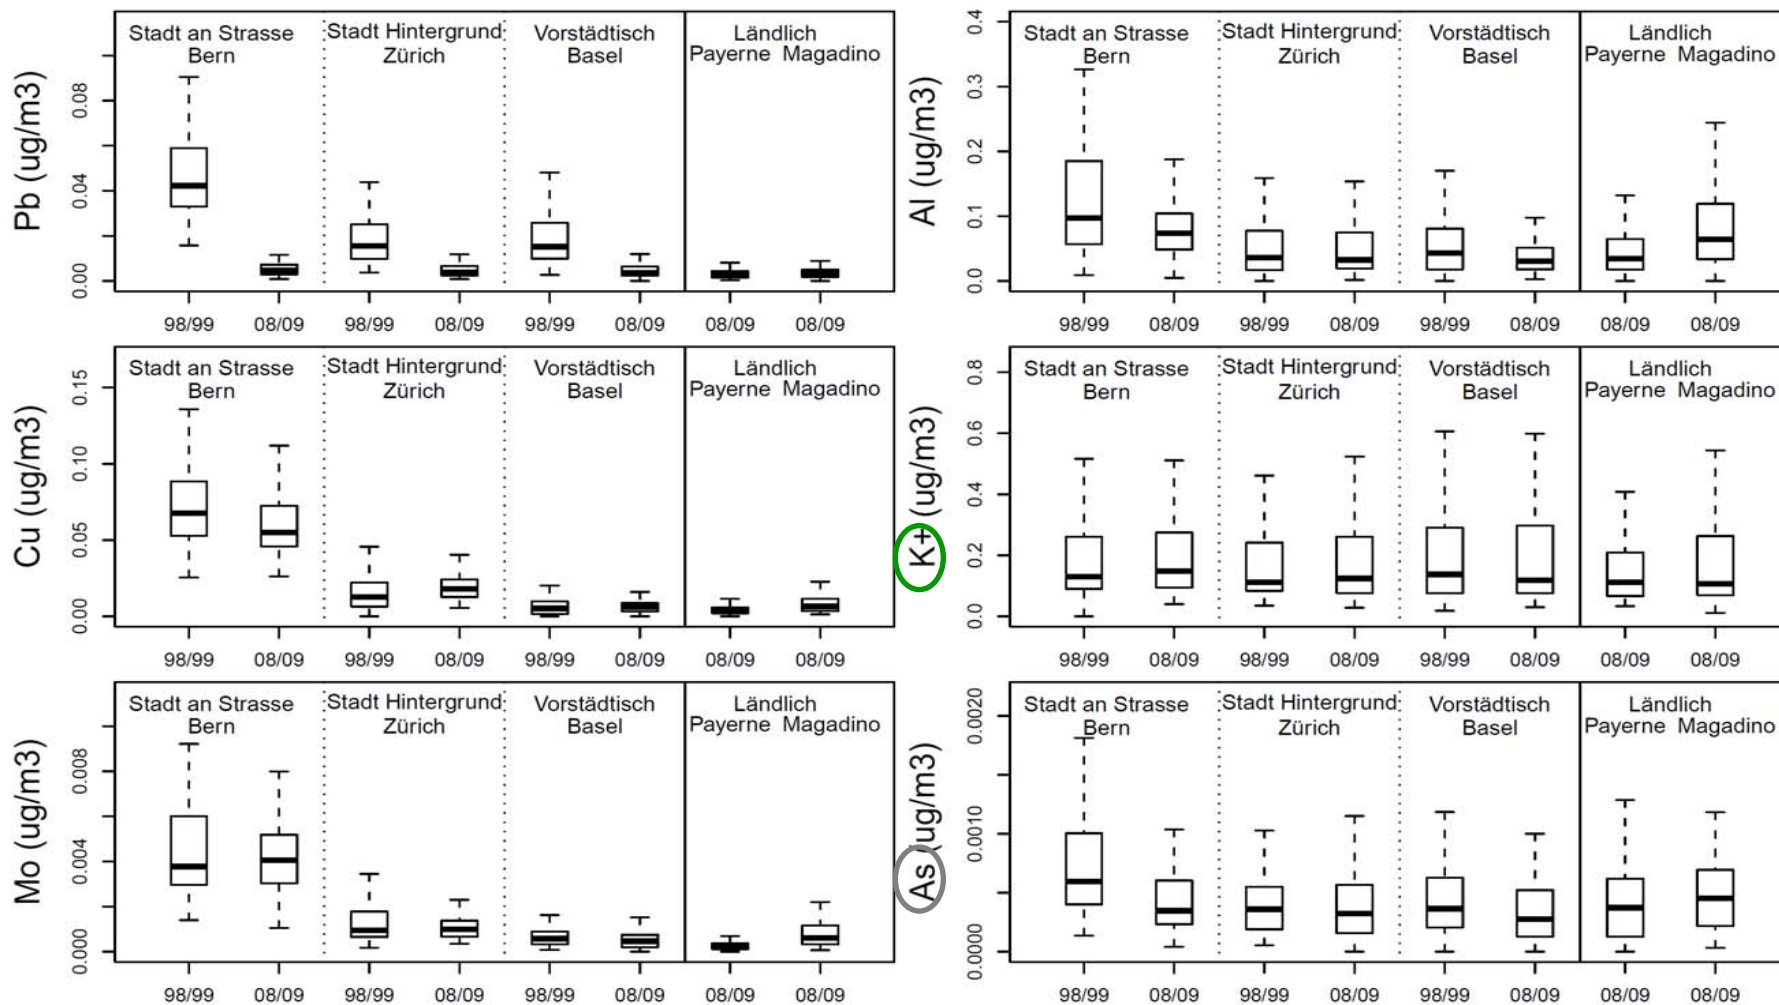 Pb (ug/m3)
0.00 0.04 0.08
Stadt an Strasse
Bern
Stadt Hintergrund
Zürich
Vorstädtisch
Basel
Ländlich
Payerne Magadino
98/99 08/09 98/99 08/09 98/99 08/09 08/09 08/09
Al (ug/m3)
0.0 0.1 0.2 0.3 0.4
Stadt an Strasse
Bern
Stadt Hintergrund
Zürich
Vorstädtisch
Basel
Ländlich
Payerne Magadino
98/99 08/09 98/99 08/09 98/99 08/09 08/09 08/09
Cu (ug/m3)
0.00 0.05 0.10 0.15
Stadt an Strasse
Bern
Stadt Hintergrund
Zürich
Vorstädtisch
Basel
Ländlich
Payerne Magadino
98/99 08/09 98/99 08/09 98/99 08/09 08/09 08/09
K+ (ug/m3)
0.0 0.2 0.4 0.6 0.8
Stadt an Strasse
Bern
Stadt Hintergrund
Zürich
Vorstädtisch
Basel
Ländlich
Payerne Magadino
98/99 08/09 98/99 08/09 98/99 08/09 08/09 08/09
Mo (ug/m3)
0.000 0.004 0.008
Stadt an Strasse
Bern
Stadt Hintergrund
Zürich
Vorstädtisch
Basel
Ländlich
Payerne Magadino
98/99 08/09 98/99 08/09 98/99 08/09 08/09 08/09
As (ug/m3)
0.0000 0.0010 0.0020
Stadt an Strasse
Bern
Stadt Hintergrund
Zürich
Vorstädtisch
Basel
Ländlich
Payerne Magadino
98/99 08/09 98/99 08/09 98/99 08/09 08/09 08/09